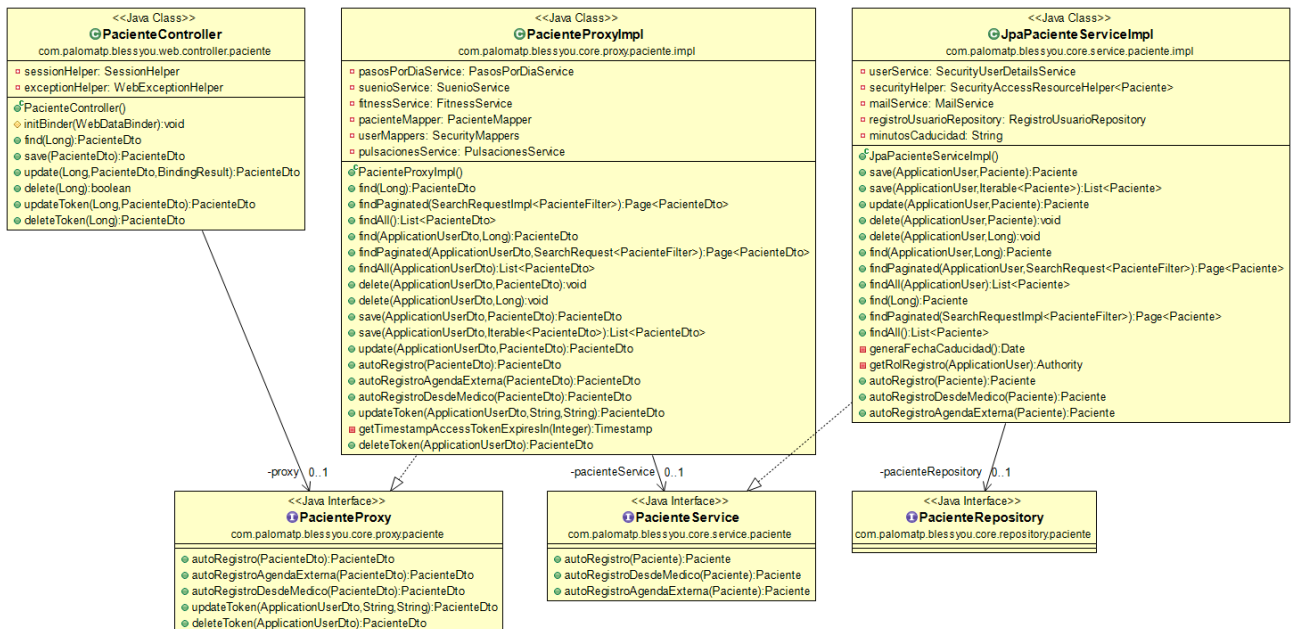 <<Java Class>>
PacienteController
com.palomatp.blessyou.web.controller.paciente
sessionHelper: SessionHelper
exceptionHelper: WebExceptionHelper
PacienteController()
initBinder(WebDataBinder):void
find(Long):PacienteDto
save(PacienteDto):PacienteDto
update(Long,PacienteDto,BindingResult):PacienteDto
delete(Long):boolean
updateToken(Long,PacienteDto):PacienteDto
deleteToken(Long):PacienteDto
<<Java Class>>
PacienteProxyImpl
com.palomatp.blessyou.core.proxy.paciente.impl
pasosPorDiaService: PasosPorDiaService
suenioService: SuenioService
fitnessService: FitnessService
pacienteMapper: PacienteMapper
userMappers: SecurityMappers
pulsacionesService: PulsacionesService
PacienteProxyImpl()
find(Long):PacienteDto
findPaginated(SearchRequestImpl<PacienteFilter>):Page<PacienteDto>
findAll():List<PacienteDto>
find(ApplicationUserDto,Long):PacienteDto
findPaginated(ApplicationUserDto,SearchRequest<PacienteFilter>):Page<PacienteDto>
findAll(ApplicationUserDto):List<PacienteDto>
delete(ApplicationUserDto,PacienteDto):void
delete(ApplicationUserDto,Long):void
save(ApplicationUserDto,PacienteDto):PacienteDto
save(ApplicationUserDto,Iterable<PacienteDto>):List<PacienteDto>
update(ApplicationUserDto,PacienteDto):PacienteDto
autoRegistro(PacienteDto):PacienteDto
autoRegistroAgendaExterna(PacienteDto):PacienteDto
autoRegistroDesdeMedico(PacienteDto):PacienteDto
updateToken(ApplicationUserDto,String,String):PacienteDto
getTimestampAccessTokenExpiresIn(Integer):Timestamp
deleteToken(ApplicationUserDto):PacienteDto
<<Java Class>>
JpaPacienteServiceImpl
com.palomatp.blessyou.core.service.paciente.impl
userService: SecurityUserDetailsService
securityHelper: SecurityAccessResourceHelper<Paciente>
mailService: MailService
registroUsuarioRepository: RegistroUsuarioRepository
minutosCaducidad: String
JpaPacienteServiceImpl()
save(ApplicationUser,Paciente):Paciente
save(ApplicationUser,Iterable<Paciente>):List<Paciente>
update(ApplicationUser,Paciente):Paciente
delete(ApplicationUser,Paciente):void
delete(ApplicationUser,Long):void
find(ApplicationUser,Long):Paciente
findPaginated(ApplicationUser,SearchRequest<PacienteFilter>):Page<Paciente>
findAll(ApplicationUser):List<Paciente>
find(Long):Paciente
findPaginated(SearchRequestImpl<PacienteFilter>):Page<Paciente>
findAll():List<Paciente>
generaFechaCaducidad():Date
getRolRegistro(ApplicationUser):Authority
autoRegistro(Paciente):Paciente
autoRegistroDesdeMedico(Paciente):Paciente
autoRegistroAgendaExterna(Paciente):Paciente
-proxy 0..1
-pacienteService 0..1
-pacienteRepository 0..1
<<Java Interface>>
PacienteProxy
com.palomatp.blessyou.core.proxy.paciente
autoRegistro(PacienteDto):PacienteDto
autoRegistroAgendaExterna(PacienteDto):PacienteDto
autoRegistroDesdeMedico(PacienteDto):PacienteDto
updateToken(ApplicationUserDto,String,String):PacienteDto
deleteToken(ApplicationUserDto):PacienteDto
<<Java Interface>>
PacienteService
com.palomatp.blessyou.core.service.paciente
autoRegistro(Paciente):Paciente
autoRegistroDesdeMedico(Paciente):Paciente
autoRegistroAgendaExterna(Paciente):Paciente
<<Java Interface>>
PacienteRepository
com.palomatp.blessyou.core.repository.paciente